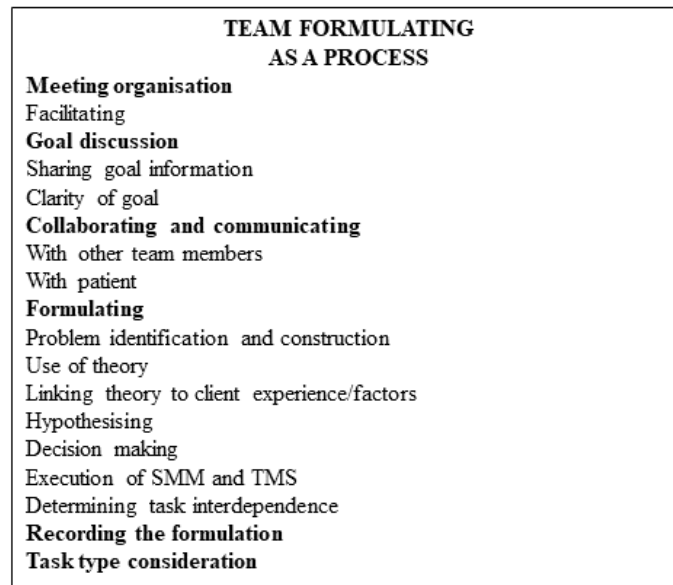 TEAM FORMULATING
AS A PROCESS
Meeting organisation
Facilitating
Goal discussion
Sharing goal information
Clarity of goal
Collaborating and communicating
With other team members
With patient
Formulating
Problem identification and construction
Use of theory
Linking theory to client experience/factors
Hypothesising
Decision making
Execution of SMM and TMS
Determining task interdependence
Recording the formulation
Task type consideration